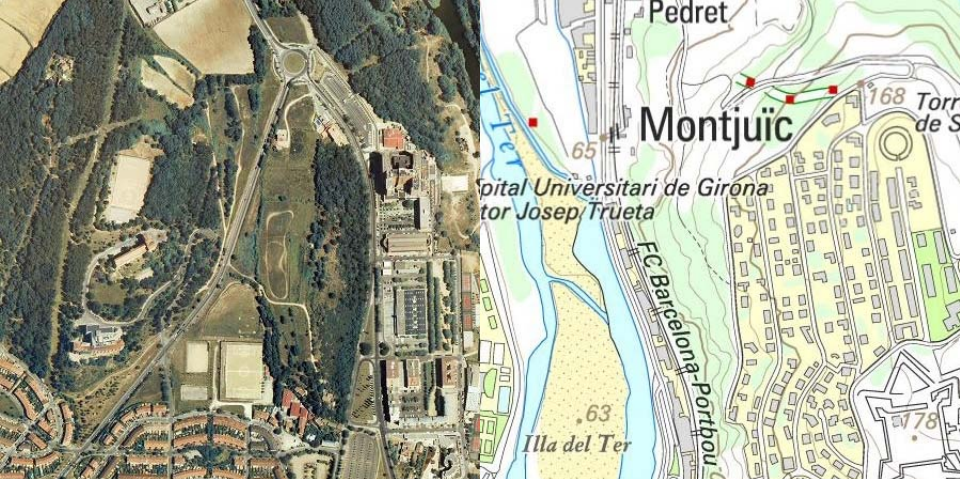 Pedret
168
Torr
de S
Montjuïc
Ter
65
pital Universitari de Girona
tor Josep Trueta
FC Barcelona-Portbou
63
Illa del Ter
178